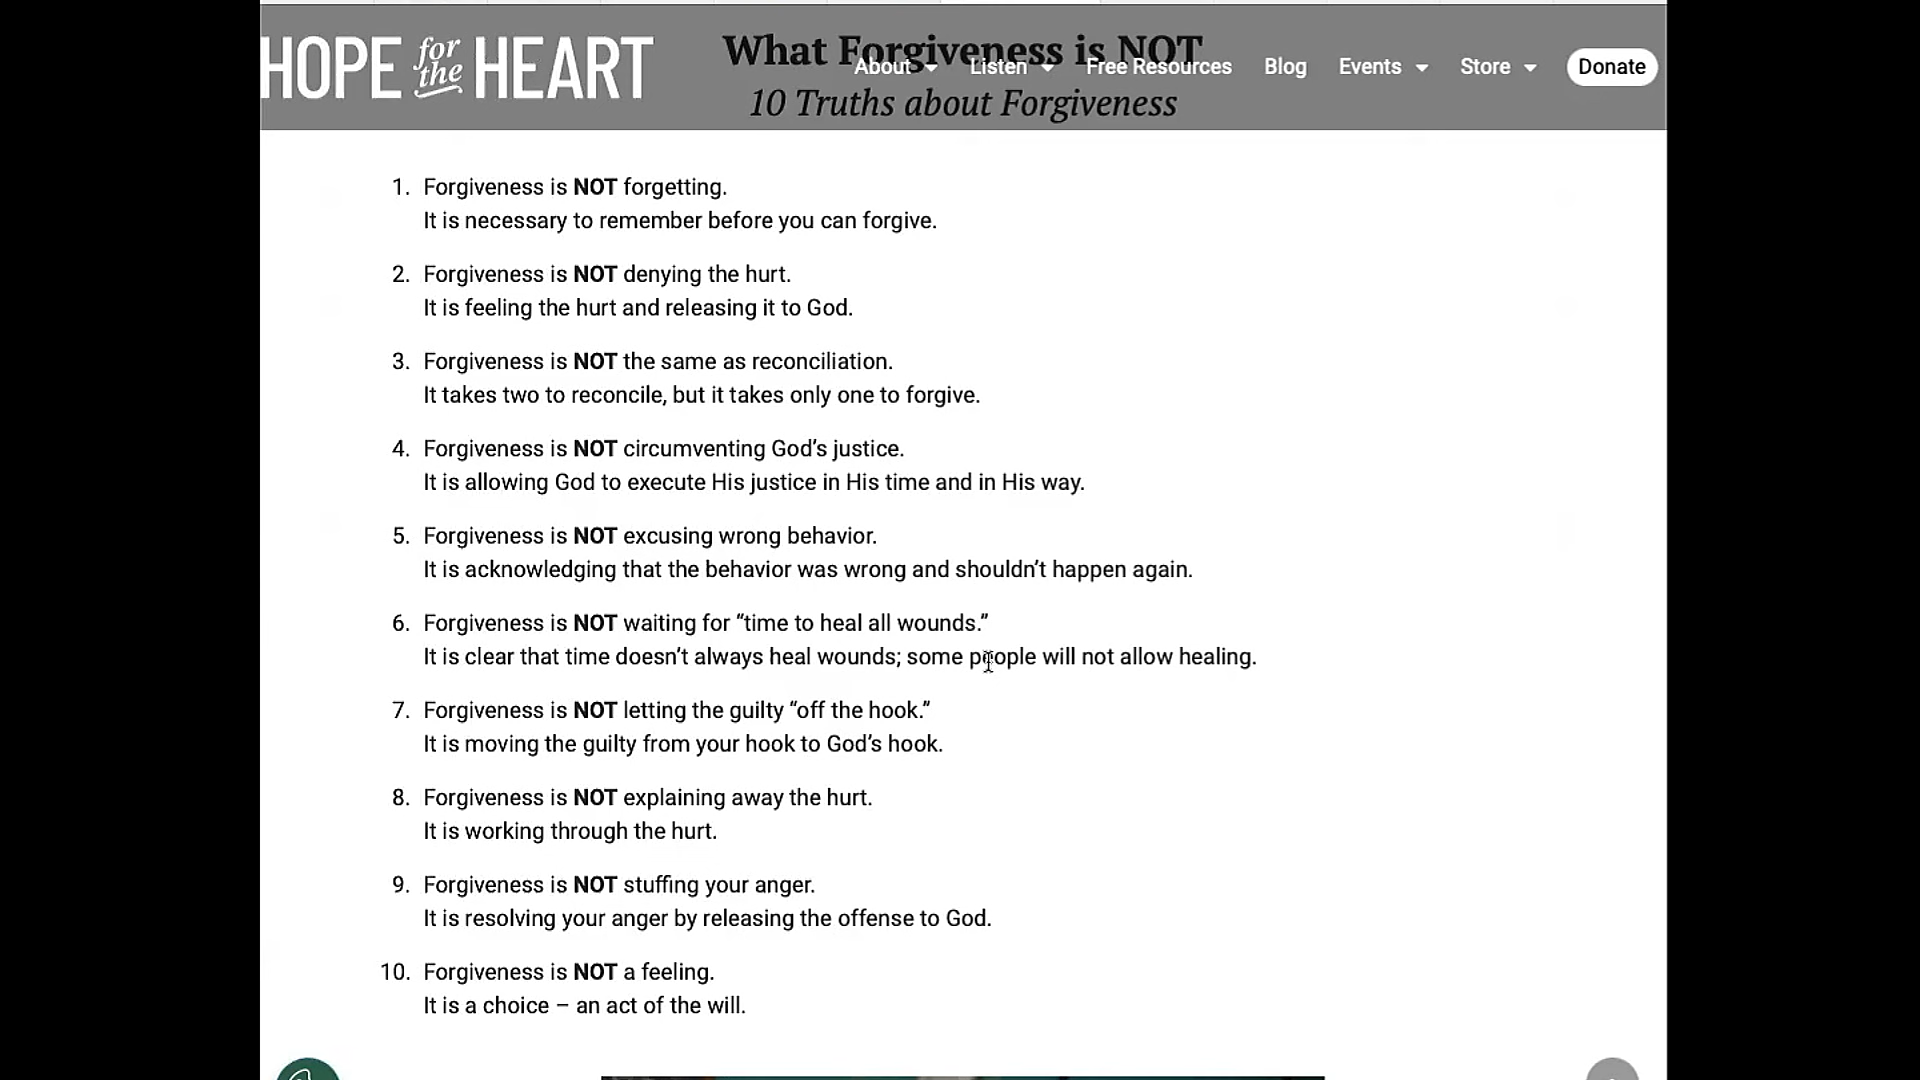 HOPE for the HEART
What Forgiveness is NOT
About Listen Free Resources Blog Events Store Donate
10 Truths about Forgiveness
1. Forgiveness is NOT forgetting.
It is necessary to remember before you can forgive.
2. Forgiveness is NOT denying the hurt.
It is feeling the hurt and releasing it to God.
3. Forgiveness is NOT the same as reconciliation.
It takes two to reconcile, but it takes only one to forgive.
4. Forgiveness is NOT circumventing God’s justice.
It is allowing God to execute His justice in His time and in His way.
5. Forgiveness is NOT excusing wrong behavior.
It is acknowledging that the behavior was wrong and shouldn’t happen again.
6. Forgiveness is NOT waiting for “time to heal all wounds.”
It is clear that time doesn’t always heal wounds; some people will not allow healing.
7. Forgiveness is NOT letting the guilty “off the hook.”
It is moving the guilty from your hook to God’s hook.
8. Forgiveness is NOT explaining away the hurt.
It is working through the hurt.
9. Forgiveness is NOT stuffing your anger.
It is resolving your anger by releasing the offense to God.
10. Forgiveness is NOT a feeling.
It is a choice – an act of the will.